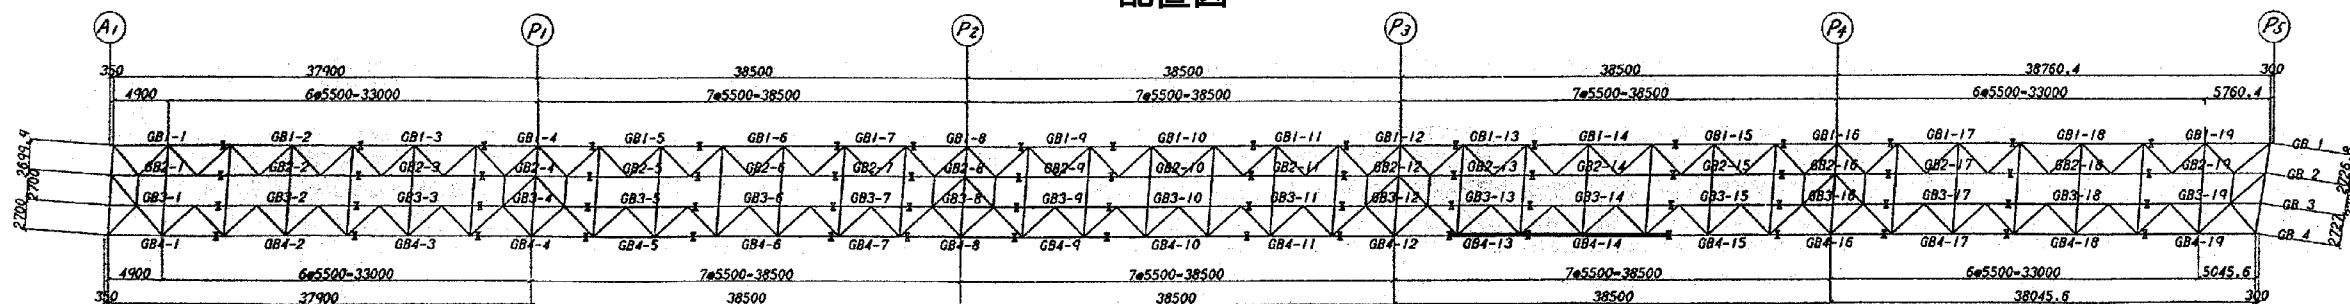 配置図
A1 P1 P2 P3 P4 P5
350 37900 38500 38500 38500 38760.4 300
4900 6@5500=33000 7@5500=38500 7@5500=38500 7@5500=38500 6@5500=33000 5760.4
GB1-1 GB1-2 GB1-3 GB1-4 GB1-5 GB1-6 GB1-7 GB1-8 GB1-9 GB1-10 GB1-11 GB1-12 GB1-13 GB1-14 GB1-15 GB1-16 GB1-17 GB1-18 GB1-19 GB 1
2699.9
GB2-1 GB2-2 GB2-3 GB2-4 GB2-5 GB2-6 GB2-7 GB2-8 GB2-9 GB2-10 GB2-11 GB2-12 GB2-13 GB2-14 GB2-15 GB2-16 GB2-17 GB2-18 GB2-19 GB 2
2700
GB3-1 GB3-2 GB3-3 GB3-4 GB3-5 GB3-6 GB3-7 GB3-8 GB3-9 GB3-10 GB3-11 GB3-12 GB3-13 GB3-14 GB3-15 GB3-16 GB3-17 GB3-18 GB3-19 GB 3
2700
GB4-1 GB4-2 GB4-3 GB4-4 GB4-5 GB4-6 GB4-7 GB4-8 GB4-9 GB4-10 GB4-11 GB4-12 GB4-13 GB4-14 GB4-15 GB4-16 GB4-17 GB4-18 GB4-19 GB 4
4900 6@5500=33000 7@5500=38500 7@5500=38500 7@5500=38500 6@5500=33000 5045.6
350 37900 38500 38500 38500 38045.6 300